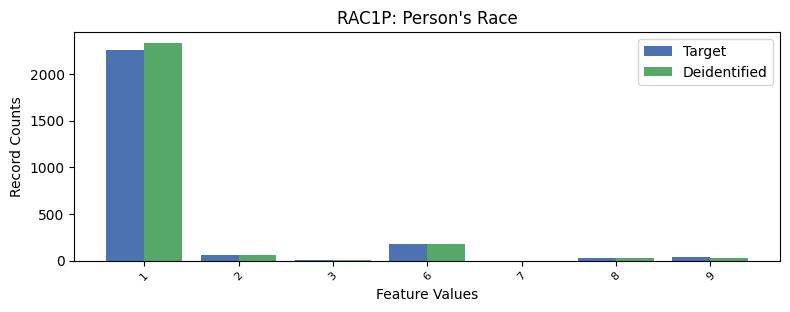 RAC1P: Person's Race
Target
Deidentified
Record Counts
2000
1500
1000
500
0
1 2 3 6 7 8 9
Feature Values